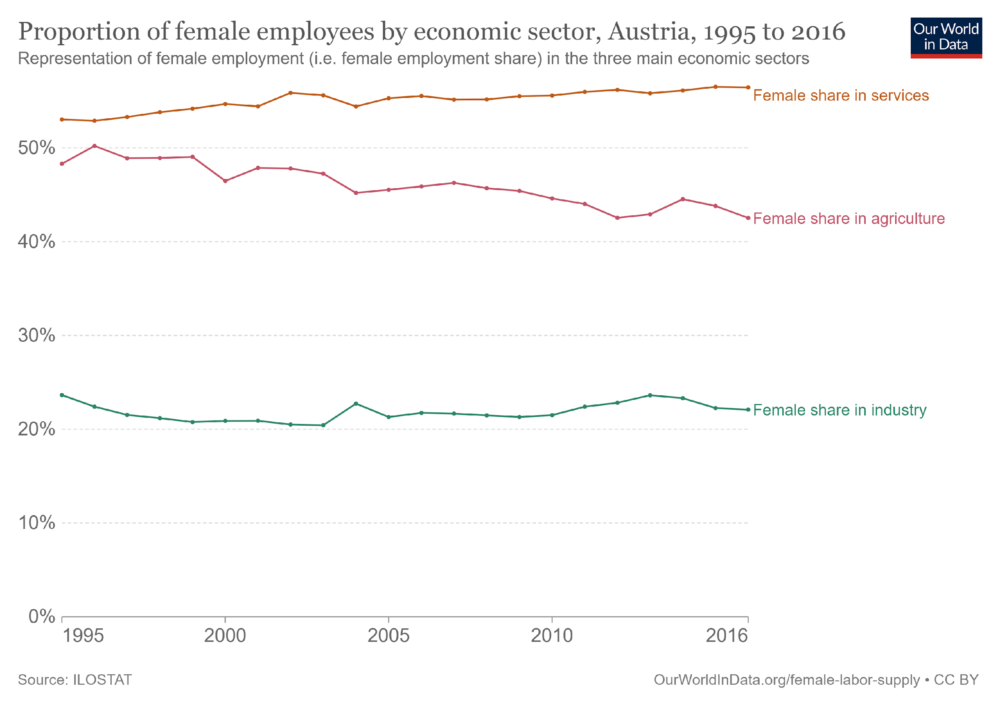 Proportion of female employees by economic sector, Austria, 1995 to 2016
Our World
in Data
Representation of female employment (i.e. female employment share) in the three main economic sectors
Female share in services
50%
Female share in agriculture
40%
30%
Female share in industry
20%
10%
0%
1995 2000 2005 2010 2016
Source: ILOSTAT
OurWorldInData.org/female-labor-supply • CC BY